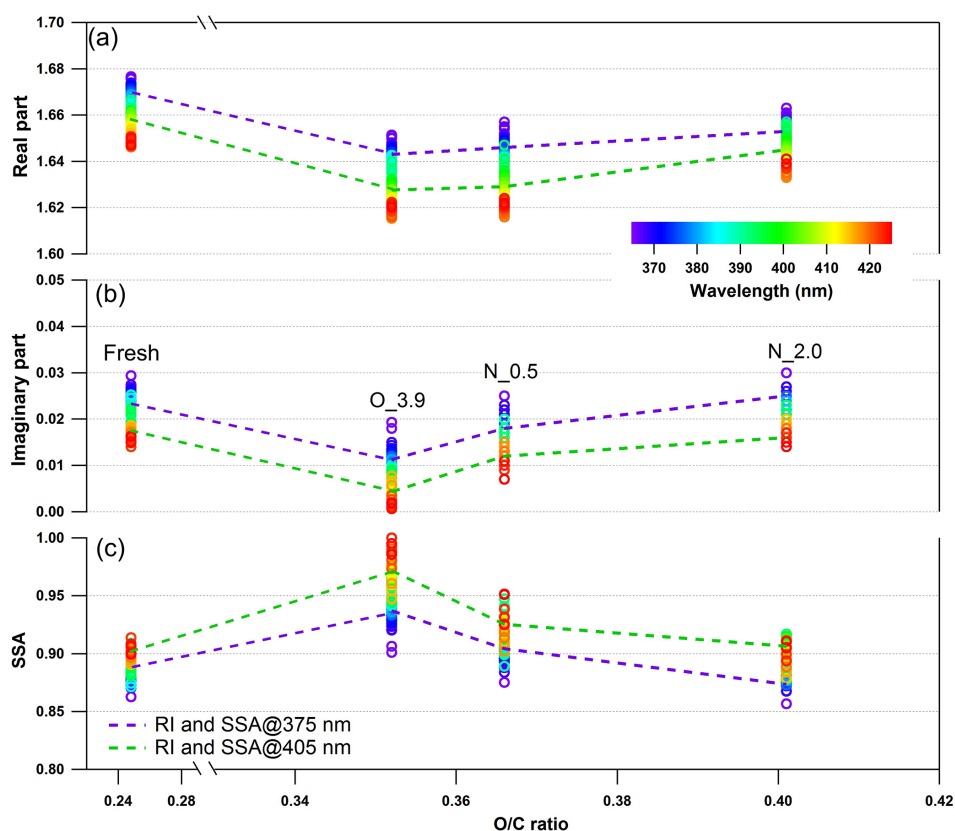 (a)
Real part
1.70
1.68
1.66
1.64
1.62
1.60
370 380 390 400 410 420
Wavelength (nm)
(b)
Imaginary part
0.05
0.04
0.03
0.02
0.01
0.00
Fresh
O_3.9
N_0.5
N_2.0
(c)
SSA
1.00
0.95
0.90
0.85
0.80
RI and SSA@375 nm
RI and SSA@405 nm
0.24 0.28 0.34 0.36 0.38 0.40 0.42
O/C ratio